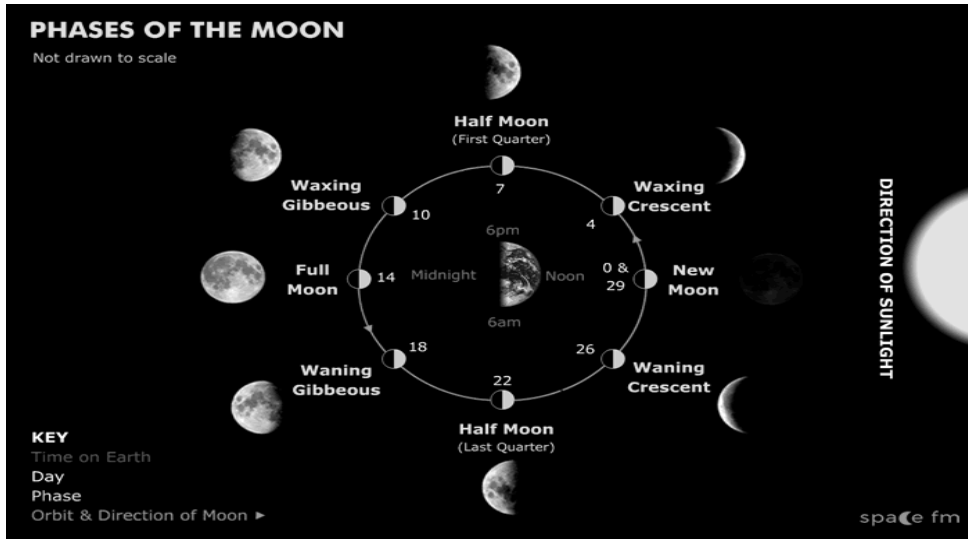 PHASES OF THE MOON
Not drawn to scale
Half Moon
(First Quarter)
7
Waxing
Gibbeous
10
Waxing
Crescent
4
6pm
Full
Moon
14
Midnight
Noon
0 &
29
New
Moon
6am
18
Waning
Gibbeous
22
26
Waning
Crescent
Half Moon
(Last Quarter)
DIRECTION OF SUNLIGHT
KEY
Time on Earth
Day
Phase
Orbit & Direction of Moon ►
space fm